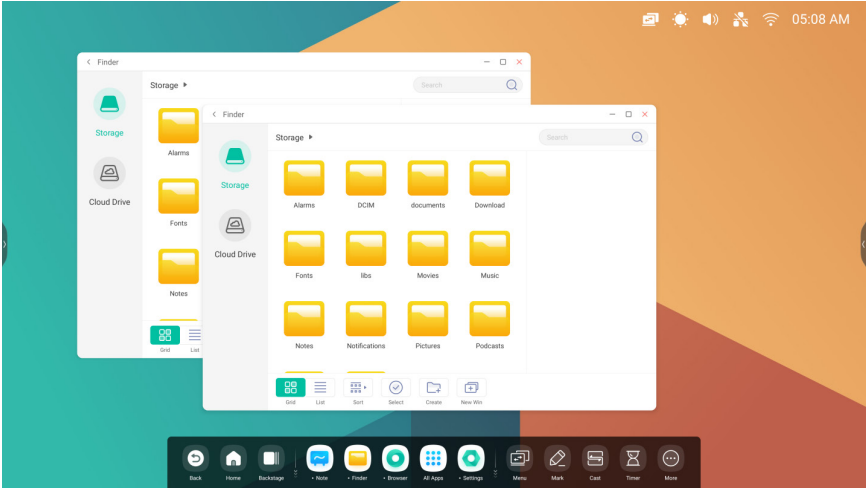 05:08 AM
Finder
Storage
Search
Storage
Cloud Drive
Alarms
Fonts
Notes
Grid List
Finder
Storage
Search
Storage
Cloud Drive
Alarms DCIM documents Download
Fonts libs Movies Music
Notes Notifications Pictures Podcasts
Grid List Sort Select Create New Win
Back Home Backstage • Note • Finder • Browser All Apps • Settings Menu Mark Cast Timer More